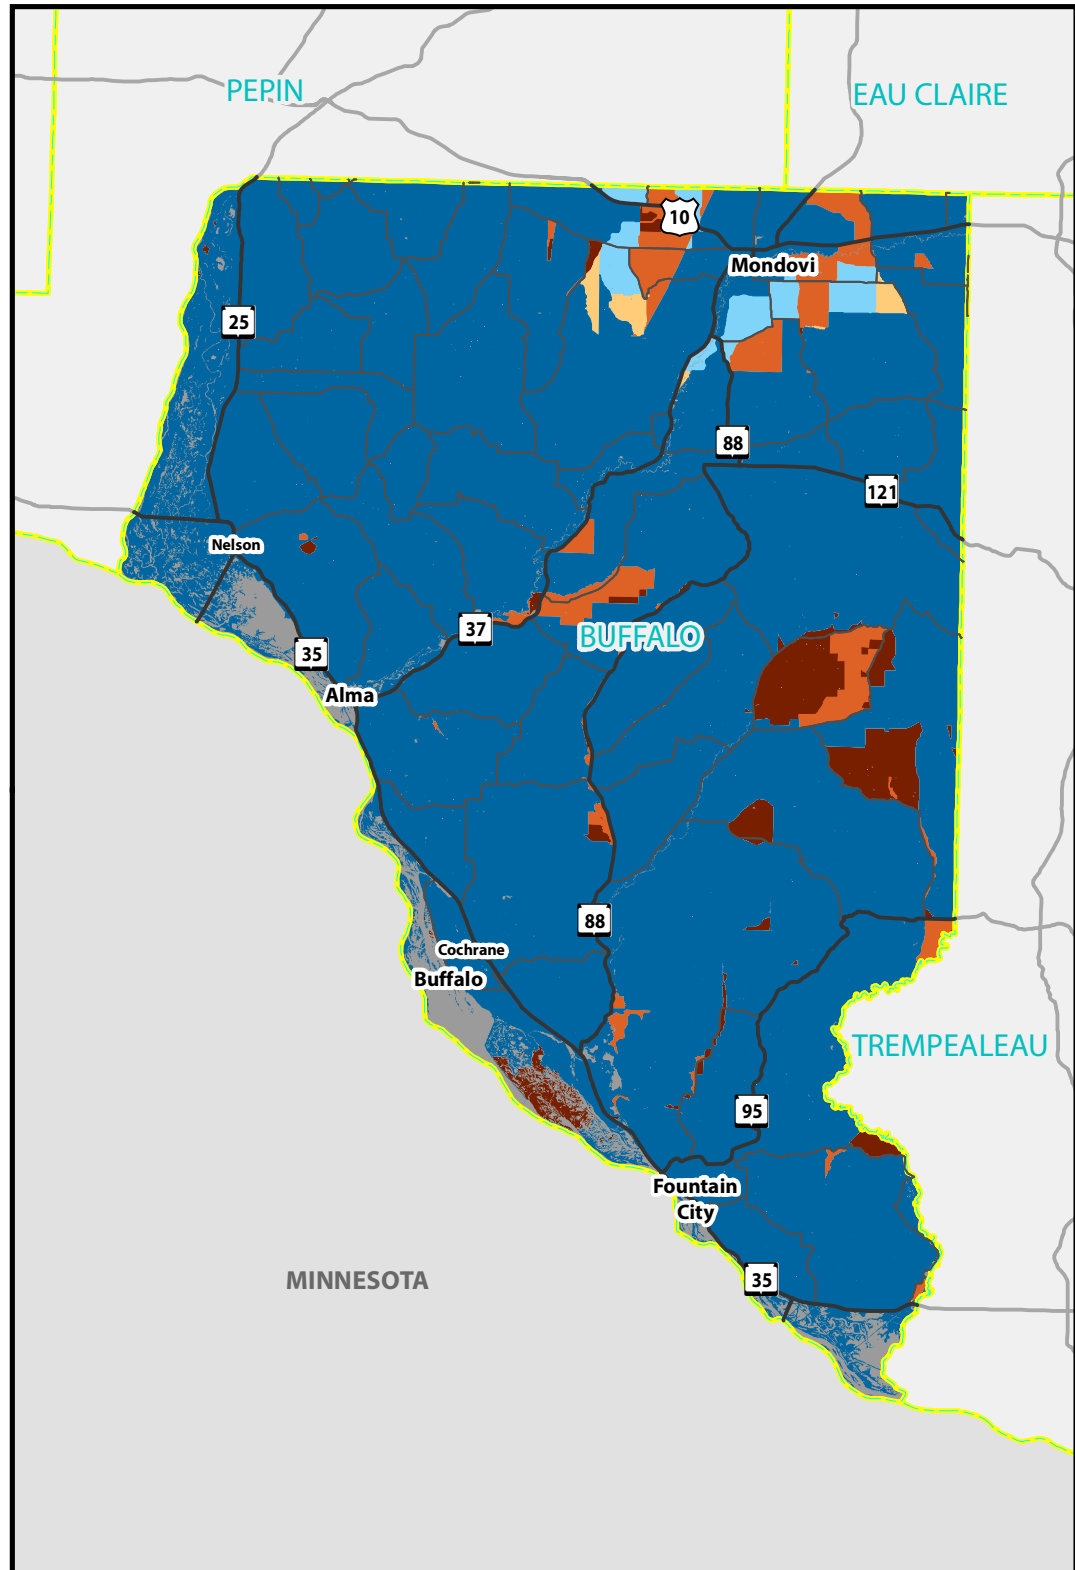 PEPIN
EAU CLAIRE
10
Mondovi
25
88
121
Nelson
37
BUFFALO
35
Alma
88
Cochrane
Buffalo
TREMPEALEAU
95
Fountain
City
35
MINNESOTA